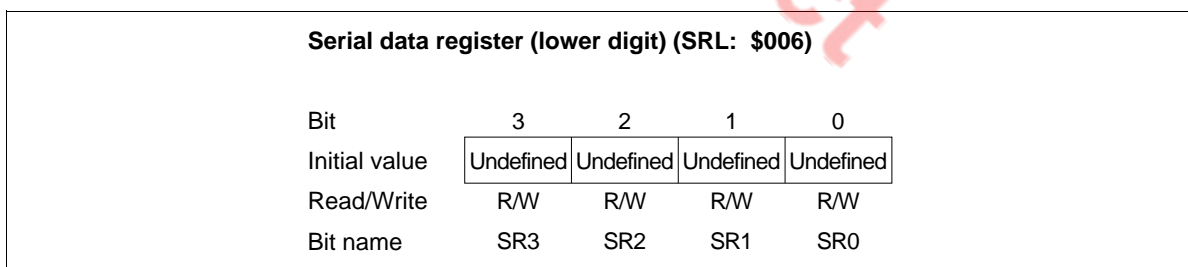 Serial data register (lower digit) (SRL: $006)
Bit 3 2 1 0
Initial value Undefined Undefined Undefined Undefined
Read/Write R/W R/W R/W R/W
Bit name SR3 SR2 SR1 SR0